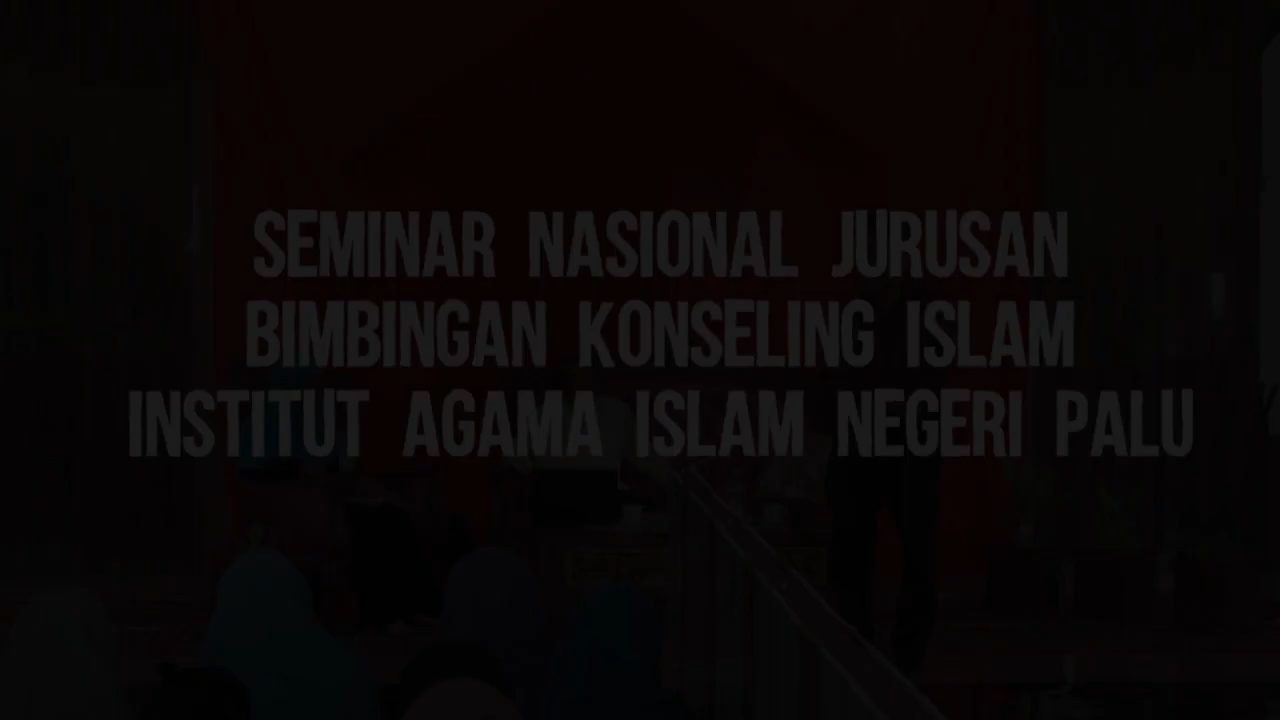 SEMINAR NASIONAL JURUSAN
BIMBINGAN KONSELING ISLAM
INSTITUT AGAMA ISLAM NEGERI PALU